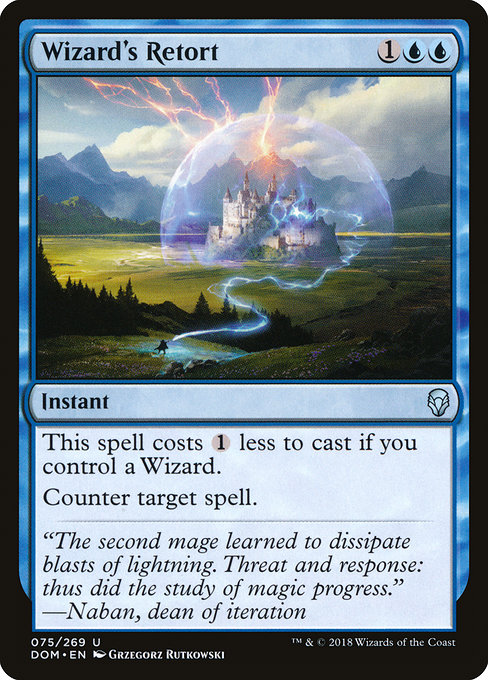 Wizard's Retort 1
Instant
This spell costs 1 less to cast if you
control a Wizard.
Counter target spell.
“The second mage learned to dissipate
blasts of lightning. Threat and response:
thus did the study of magic progress.”
—Naban, dean of iteration
075/269 U
DOM • EN Grzegorz Rutkowski
™ & © 2018 Wizards of the Coast